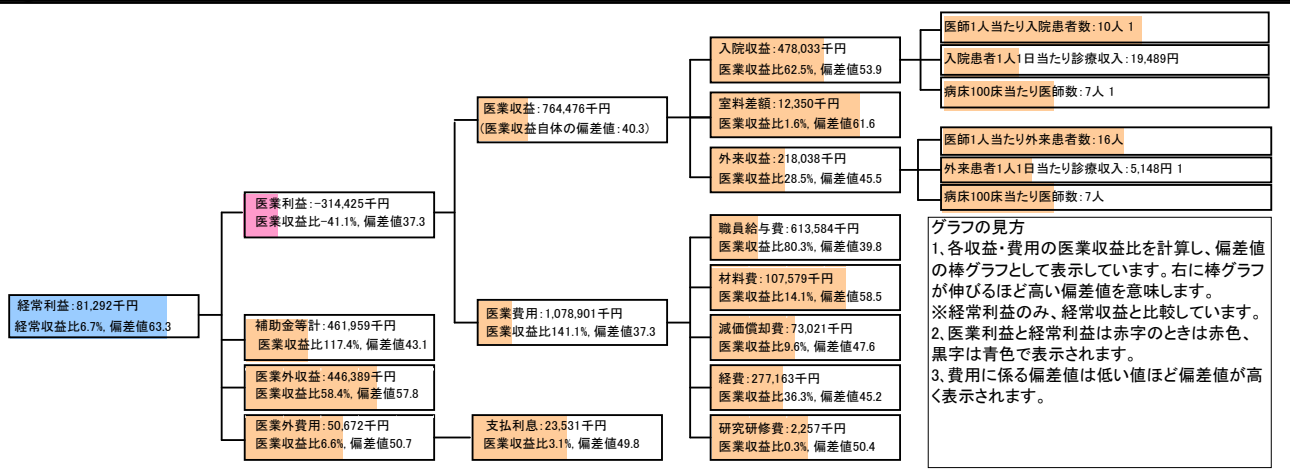 経常利益:81,292千円
経常収益比6.7%, 偏差値63.3
医業利益:-314,425千円
医業収益比-41.1%, 偏差値37.3
補助金等計:461,959千円
医業収益比117.4%, 偏差値43.1
医業外収益:446,389千円
医業収益比58.4%, 偏差値57.8
医業外費用:50,672千円
医業収益比6.6%, 偏差値50.7
医業収益:764,476千円
(医業収益自体の偏差値:40.3)
医業費用:1,078,901千円
医業収益比141.1%, 偏差値37.3
支払利息:23,531千円
医業収益比3.1%, 偏差値49.8
入院収益:478,033千円
医業収益比62.5%, 偏差値53.9
室料差額:12,350千円
医業収益比1.6%, 偏差値61.6
外来収益:218,038千円
医業収益比28.5%, 偏差値45.5
職員給与費:613,584千円
医業収益比80.3%, 偏差値39.8
材料費:107,579千円
医業収益比14.1%, 偏差値58.5
減価償却費:73,021千円
医業収益比9.6%, 偏差値47.6
経費:277,163千円
医業収益比36.3%, 偏差値45.2
研究研修費:2,257千円
医業収益比0.3%, 偏差値50.4
医師1人当たり入院患者数:10人 1
入院患者1人1日当たり診療収入:19,489円
病床100床当たり医師数:7人 1
医師1人当たり外来患者数:16人
外来患者1人1日当たり診療収入:5,148円 1
病床100床当たり医師数:7人
グラフの見方
1、各収益・費用の医業収益比を計算し、偏差値
の棒グラフとして表示しています。右に棒グラフ
が伸びるほど高い偏差値を意味します。
※経常利益のみ、経常収益と比較しています。
2、医業利益と経常利益は赤字のときは赤色、
黒字は青色で表示されます。
3、費用に係る偏差値は低い値ほど偏差値が高
く表示されます。